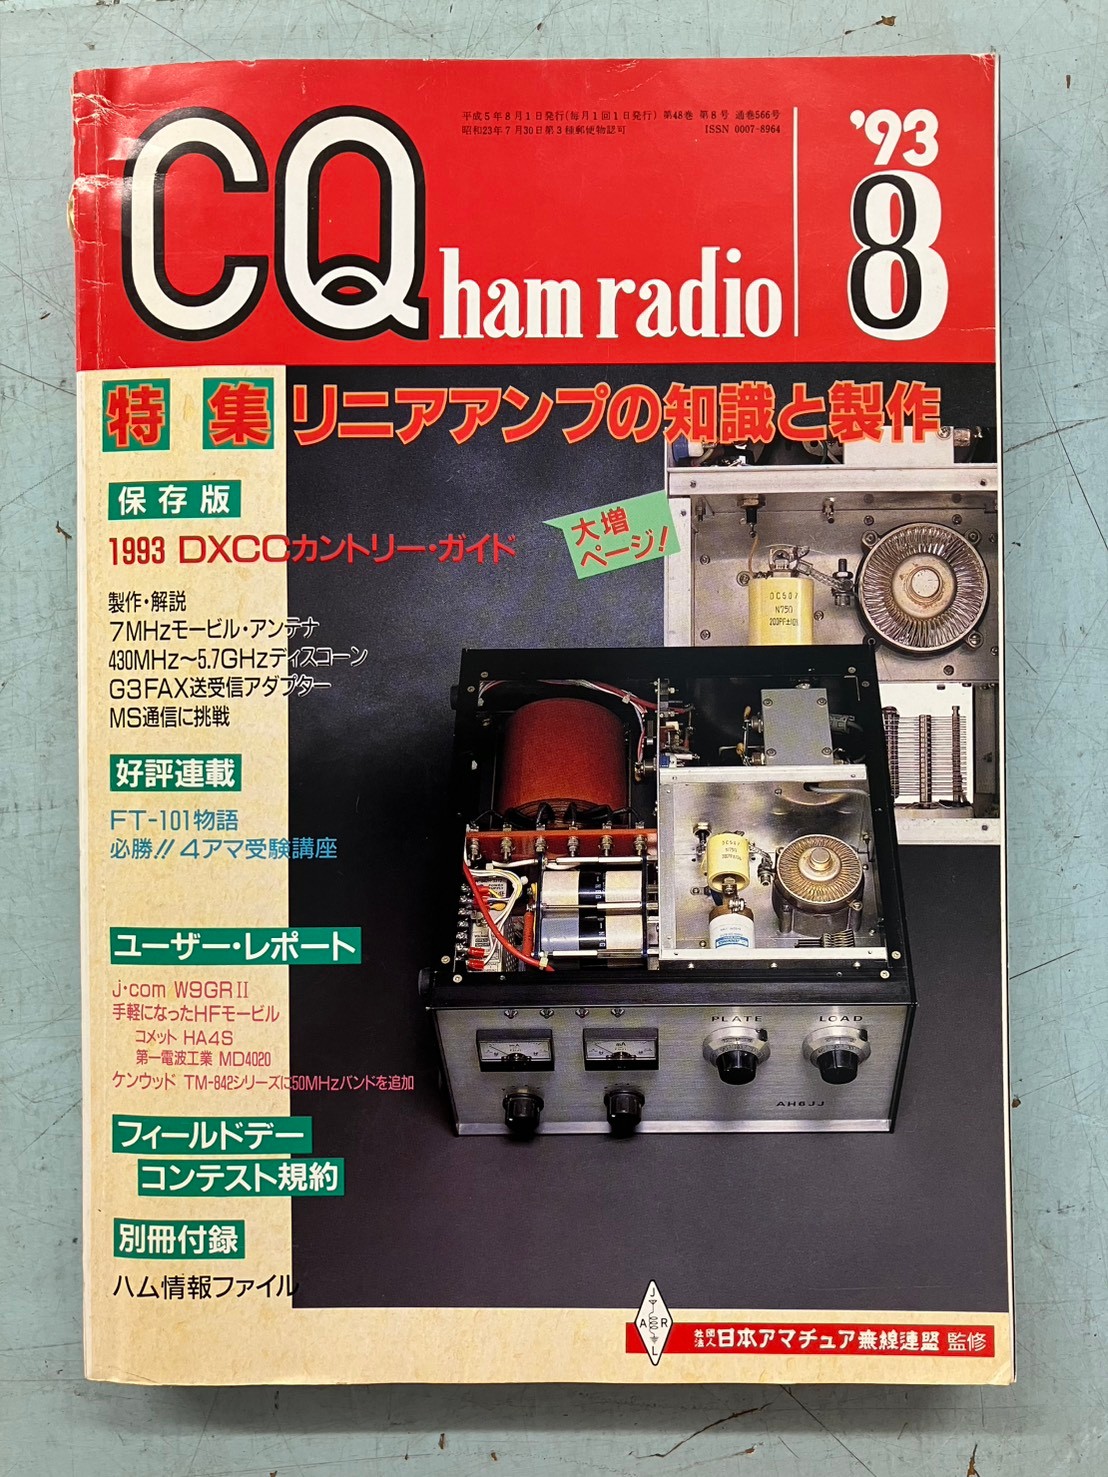 平成5年8月1日発行(毎月1回1日発行) 第48巻 第8号 通巻566号
昭和23年7月30日第3種郵便物認可 ISSN 0007-8964
CQ ham radio
'93
8
特集 リニアアンプの知識と製作
保存版
1993 DXCCカントリー・ガイド
大増
ページ!
製作・解説
7MHzモービル・アンテナ
430MHz～5.7GHzディスコーン
G3FAX送受信アダプター
MS通信に挑戦
好評連載
FT-101物語
必勝!! 4アマ受験講座
ユーザー・レポート
j・com W9GRⅡ
手軽になったHFモービル
コメット HA4S
第一電波工業 MD4020
ケンウッド TM-842シリーズに50MHzバンドを追加
フィールドデー
コンテスト規約
別冊付録
ハム情報ファイル
PLATE LOAD
AH6JJ
N750
JARL
社団法人 日本アマチュア無線連盟 監修